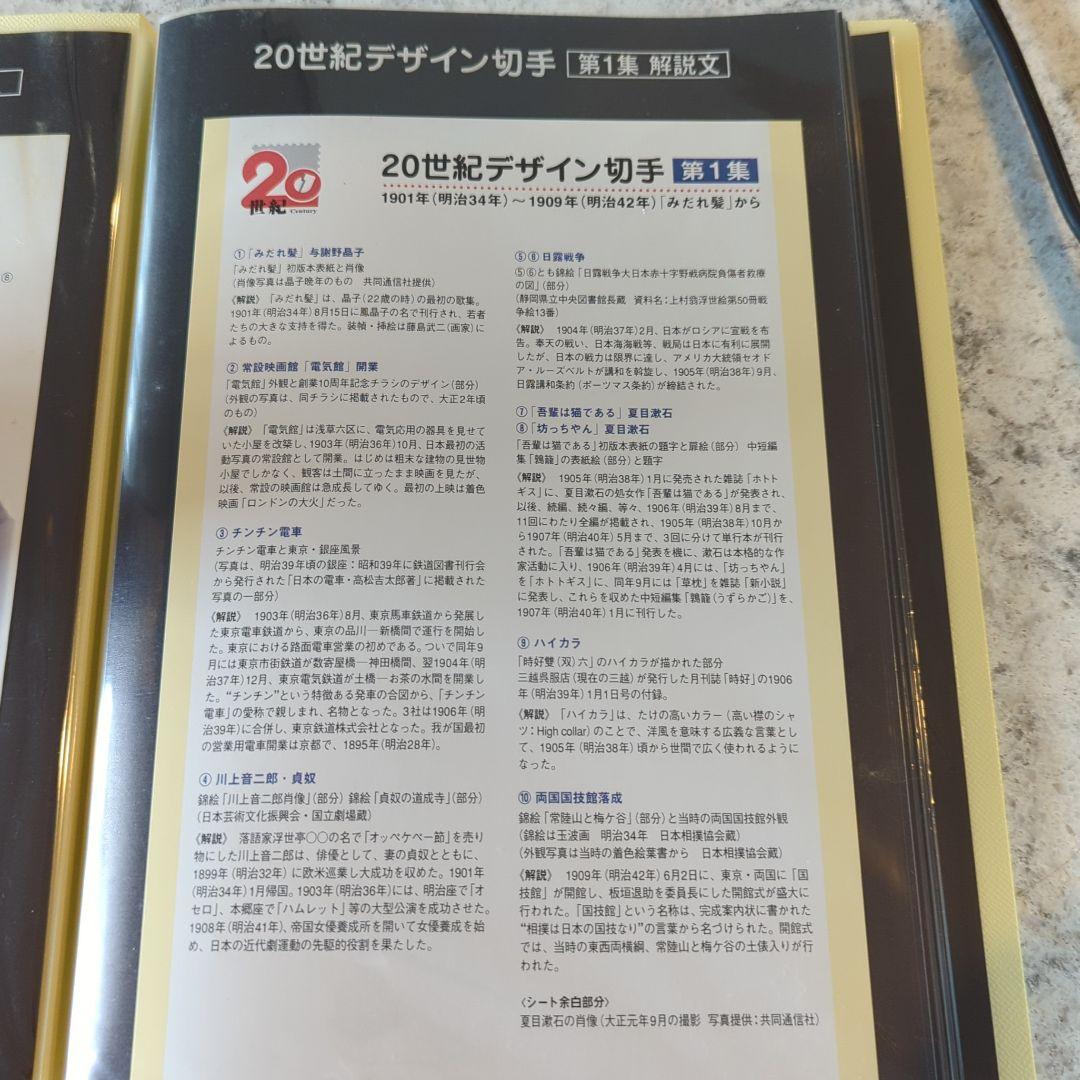 20世紀デザイン切手 第1集 解説文
20世紀 Century
20世紀デザイン切手 第1集
1901年(明治34年)〜1909年(明治42年)「みだれ髪」から
①「みだれ髪」与謝野晶子
「みだれ髪」初版本表紙と肖像
(肖像写真は晶子晩年のもの 共同通信社提供)
《解説》「みだれ髪」は、晶子(22歳の時)の最初の歌集。
1901年(明治34年)8月15日に鳳晶子の名で刊行され、若者
たちの大きな支持を得た。装幀・挿絵は藤島武二(画家)に
よるもの。
② 常設映画館「電気館」開業
「電気館」外観と創業10周年記念チラシのデザイン(部分)
(外観の写真は、同チラシに掲載されたもので、大正2年頃
のもの)
《解説》「電気館」は浅草六区に、電気応用の器具を見せて
いた小屋を改築し、1903年(明治36年)10月、日本最初の活
動写真の常設館として開業。はじめは粗末な建物の見世物
小屋でしかなく、観客は土間に立ったまま映画を見たが、
以後、常設の映画館は急成長してゆく。最初の上映は着色
映画「ロンドンの大火」だった。
③ チンチン電車
チンチン電車と東京・銀座風景
(写真は、明治39年頃の銀座:昭和39年に鉄道図書刊行会
から発行された「日本の電車・高松吉太郎著」に掲載された
写真の一部分)
《解説》 1903年(明治36年)8月、東京馬車鉄道から発展し
た東京電車鉄道から、東京の品川―新橋間で運行を開始し
た。東京における路面電車営業の初めである。ついで同年9
月には東京市街鉄道が数寄屋橋―神田橋間、翌1904年(明
治37年)12月、東京電気鉄道が土橋―お茶の水間を開業し
た。“チンチン”という特徴ある発車の合図から、「チンチン
電車」の愛称で親しまれ、名物となった。3社は1906年(明
治39年)に合併し、東京鉄道株式会社となった。我が国最初
の営業用電車開業は京都で、1895年(明治28年)。
④ 川上音二郎・貞奴
錦絵「川上音二郎肖像」(部分) 錦絵「貞奴の道成寺」(部分)
(日本芸術文化振興会・国立劇場蔵)
《解説》 落語家浮世亭○○の名で「オッペケペー節」を売り
物にした川上音二郎は、俳優として、妻の貞奴とともに、
1899年(明治32年)に欧米巡業し大成功を収めた。1901年
(明治34年)1月帰国。1903年(明治36年)には、明治座で「オ
セロ」、本郷座で「ハムレット」等の大型公演を成功させた。
1908年(明治41年)、帝国女優養成所を開いて女優養成を始
め、日本の近代劇運動の先駆的役割を果たした。
⑤⑥日露戦争
⑤⑥とも錦絵「日露戦争大日本赤十字野戦病院負傷者救療
の図」(部分)
(静岡県立中央図書館長蔵 資料名:上村翁浮世絵第50冊戦
争絵13番)
《解説》 1904年(明治37年)2月、日本がロシアに宣戦を布
告。奉天の戦い、日本海海戦等、戦局は日本に有利に展開
したが、日本の戦力は限界に達し、アメリカ大統領セオド
ア・ルーズベルトが講和を斡旋し、1905年(明治38年)9月、
日露講和条約(ポーツマス条約)が締結された。
⑦「吾輩は猫である」夏目漱石
⑧「坊っちやん」夏目漱石
「吾輩は猫である」初版本表紙の題字と扉絵(部分) 中短編
集「鶉籠」の表紙絵(部分)と題字
《解説》 1905年(明治38年)1月に発売された雑誌「ホトト
ギス」に、夏目漱石の処女作「吾輩は猫である」が発表され、
以後、続編、続々編、等々、1906年(明治39年)8月まで、
11回にわたり全編が掲載され、1905年(明治38年)10月か
ら1907年(明治40年)5月まで、3回に分けて単行本が刊行
された。「吾輩は猫である」発表を機に、漱石は本格的な作
家活動に入り、1906年(明治39年)4月には、「坊っちやん」
を「ホトトギス」に、同年9月には「草枕」を雑誌「新小説」
に発表し、これらを収めた中短編集「鶉籠(うずらかご)」を、
1907年(明治40年)1月に刊行した。
⑨ ハイカラ
「時好雙(双)六」のハイカラが描かれた部分
三越呉服店(現在の三越)が発行した月刊誌「時好」の1906
年(明治39年)1月1日号の付録。
《解説》「ハイカラ」は、たけの高いカラー(高い襟のシャ
ツ:High collar)のことで、洋風を意味する広義な言葉とし
て、1905年(明治38年)頃から世間で広く使われるように
なった。
⑩ 両国国技館落成
錦絵「常陸山と梅ケ谷」(部分)と当時の両国国技館外観
(錦絵は玉波画 明治34年 日本相撲協会蔵)
(外観写真は当時の着色絵葉書から 日本相撲協会蔵)
《解説》 1909年(明治42年)6月2日に、東京・両国に「国
技館」が開館し、板垣退助を委員長にした開館式が盛大に
行われた。「国技館」という名称は、完成案内状に書かれた
“相撲は日本の国技なり”の言葉から名づけられた。開館式
では、当時の東西両横綱、常陸山と梅ケ谷の土俵入りが行
われた。
〈シート余白部分〉
夏目漱石の肖像(大正元年9月の撮影 写真提供:共同通信社)